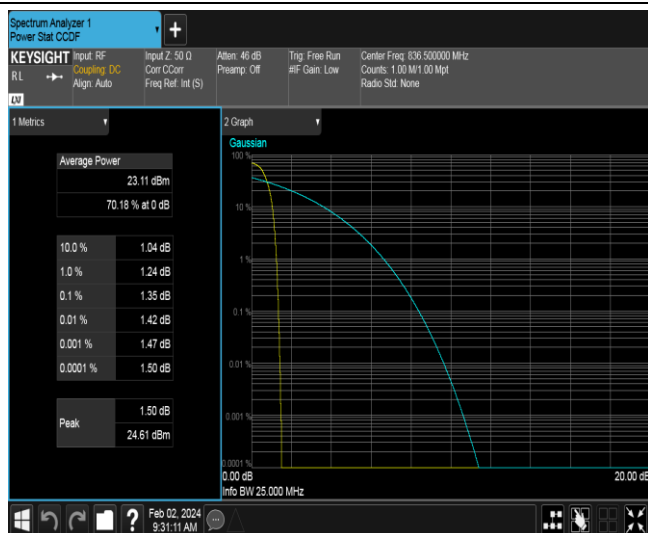 Spectrum Analyzer 1
Power Stat CCDF
+
KEYSIGHT
RL
LXI
Input: RF
Coupling: DC
Align: Auto
Input Z: 50 Ω
Corr CCorr
Freq Ref: Int (S)
Atten: 46 dB
Preamp: Off
Trig: Free Run
#IF Gain: Low
Center Freq: 836.500000 MHz
Counts: 1.00 M/1.00 Mpt
Radio Std: None
1 Metrics
Average Power
23.11 dBm
70.18 % at 0 dB
10.0 % 1.04 dB
1.0 % 1.24 dB
0.1 % 1.35 dB
0.01 % 1.42 dB
0.001 % 1.47 dB
0.0001 % 1.50 dB
Peak
1.50 dB
24.61 dBm
2 Graph
Gaussian
100 %
10 %
1 %
0.1 %
0.01 %
0.001 %
0.0001 %
0.00 dB 20.00 dB
Info BW 25.000 MHz
?
Feb 02, 2024
9:31:11 AM